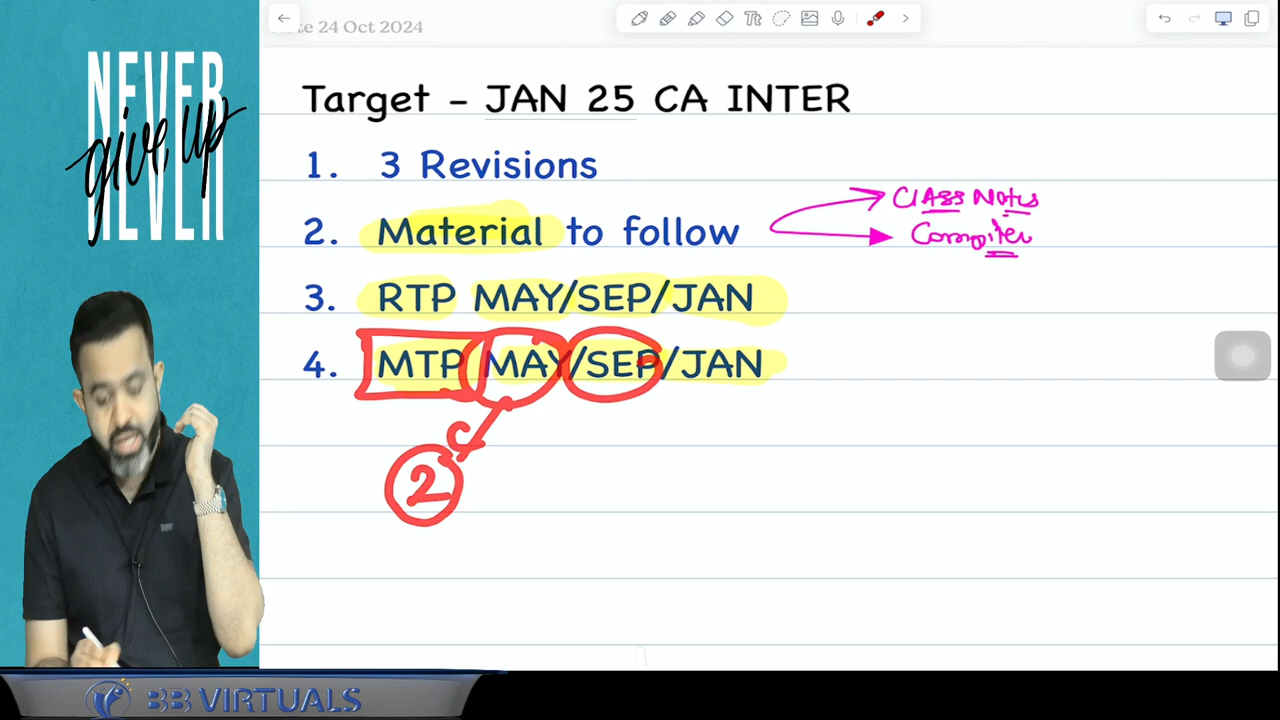 NEVER
give up
NEVER
te 24 Oct 2024
Tt
Target - JAN 25 CA INTER
1. 3 Revisions
2. Material to follow
Class Notes
Compiler
3. RTP MAY/SEP/JAN
4. MTP MAY/SEP/JAN
2
BB VIRTUALS